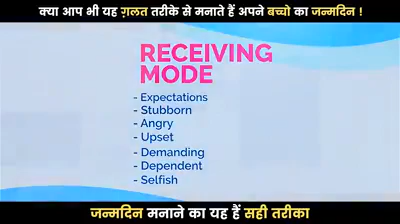 क्या आप भी यह ग़लत तरीके से मनाते हैं अपने बच्चो का जन्मदिन !
RECEIVING
MODE
- Expectations
- Stubborn
- Angry
- Upset
- Demanding
- Dependent
- Selfish
जन्मदिन मनाने का यह हैं सही तरीका